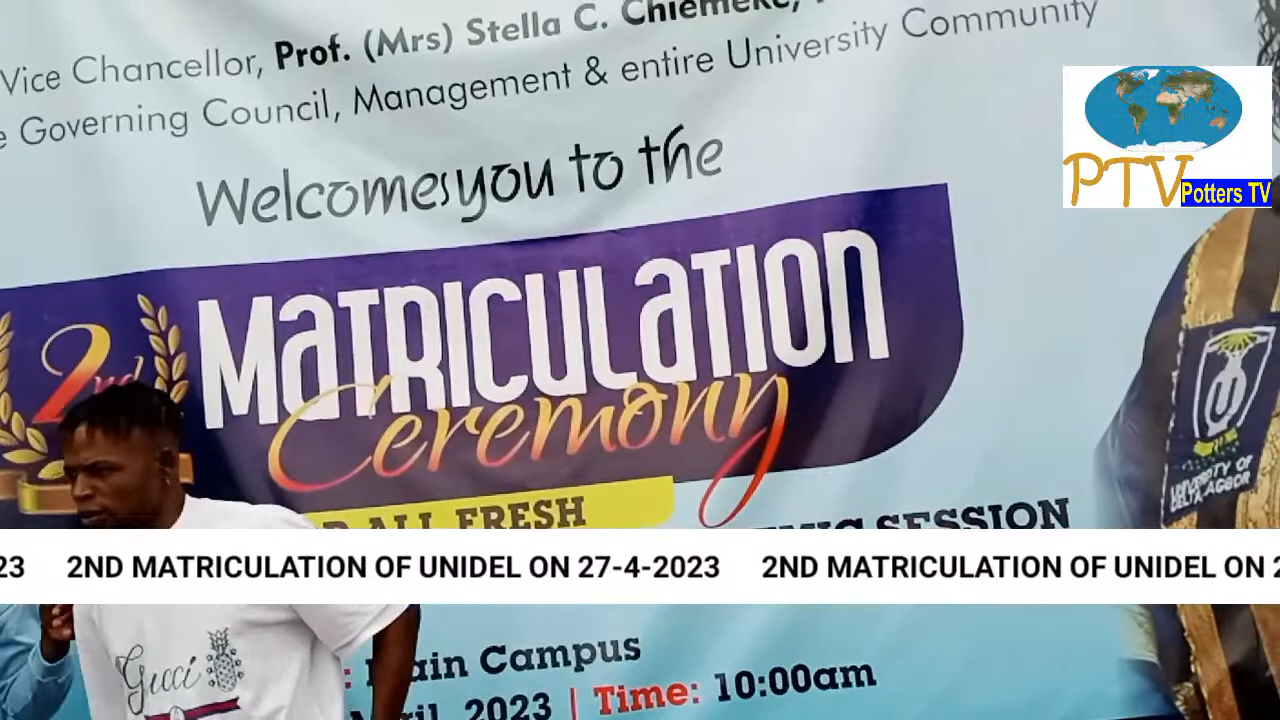 Vice Chancellor, Prof. (Mrs) Stella C. Chiemeke,
Governing Council, Management & entire University Community
Welcomes you to the
2nd
MATRICULATION
Ceremony
ALL FRESH
SESSION
2ND MATRICULATION OF UNIDEL ON 27-4-2023
2ND MATRICULATION OF UNIDEL ON
Main Campus
April, 2023 | Time: 10:00am
Gucci
PTV
Potters TV
UNIVERSITY OF
DELTA, AGBOR